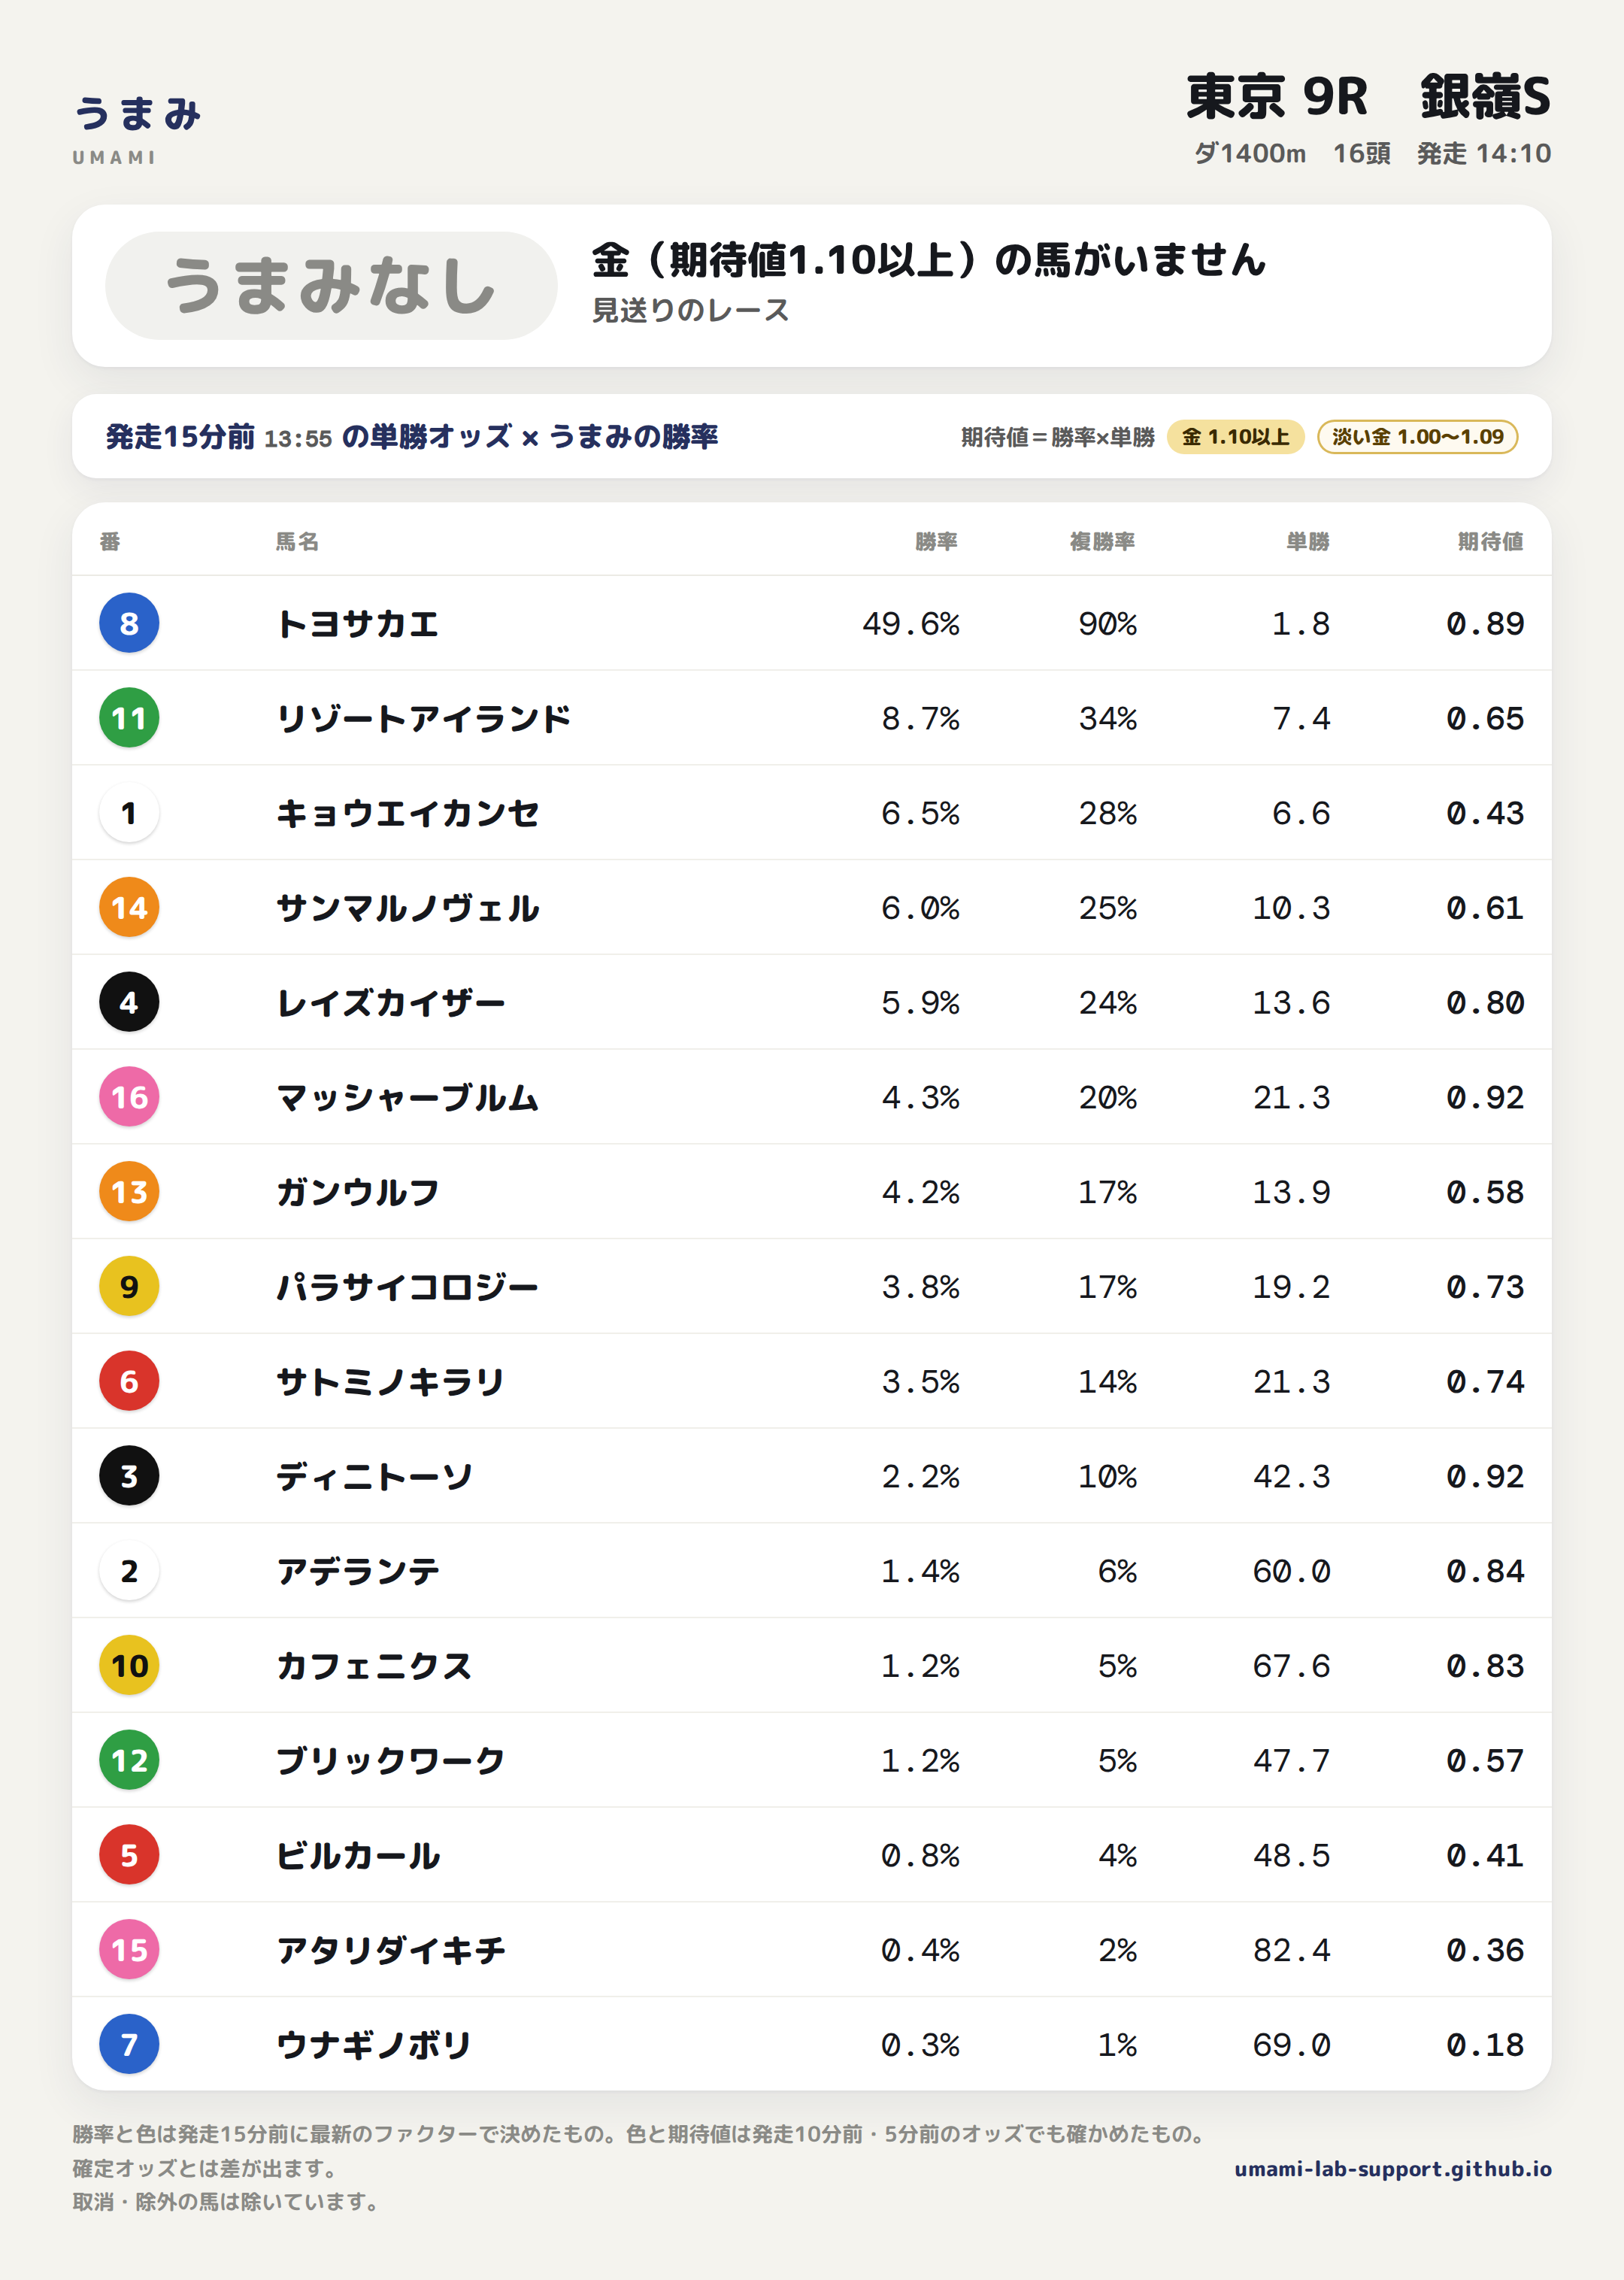 うまみ
UMAMI
東京 9R　銀嶺S
ダ1400m　16頭　発走 14:10
うまみなし
金（期待値1.10以上）の馬がいません
見送りのレース
発走15分前 13:55 の単勝オッズ × うまみの勝率
期待値＝勝率×単勝 金 1.10以上 淡い金 1.00〜1.09
番 馬名 勝率 複勝率 単勝 期待値
8 トヨサカエ 49.6% 90% 1.8 0.89
11 リゾートアイランド 8.7% 34% 7.4 0.65
1 キョウエイカンセ 6.5% 28% 6.6 0.43
14 サンマルノヴェル 6.0% 25% 10.3 0.61
4 レイズカイザー 5.9% 24% 13.6 0.80
16 マッシャーブルム 4.3% 20% 21.3 0.92
13 ガンウルフ 4.2% 17% 13.9 0.58
9 パラサイコロジー 3.8% 17% 19.2 0.73
6 サトミノキラリ 3.5% 14% 21.3 0.74
3 ディニトーソ 2.2% 10% 42.3 0.92
2 アデランテ 1.4% 6% 60.0 0.84
10 カフェニクス 1.2% 5% 67.6 0.83
12 ブリックワーク 1.2% 5% 47.7 0.57
5 ビルカール 0.8% 4% 48.5 0.41
15 アタリダイキチ 0.4% 2% 82.4 0.36
7 ウナギノボリ 0.3% 1% 69.0 0.18
勝率と色は発走15分前に最新のファクターで決めたもの。色と期待値は発走10分前・5分前のオッズでも確かめたもの。
確定オッズとは差が出ます。
取消・除外の馬は除いています。
umami-lab-support.github.io